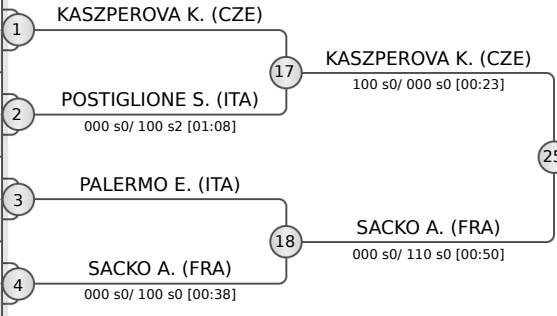 KASZPEROVA K. (CZE)
1
17
KASZPEROVA K. (CZE)
100 s0/ 000 s0 [00:23]
POSTIGLIONE S. (ITA)
2
000 s0/ 100 s2 [01:08]
25
PALERMO E. (ITA)
3
18
SACKO A. (FRA)
000 s0/ 110 s0 [00:50]
SACKO A. (FRA)
4
000 s0/ 100 s0 [00:38]